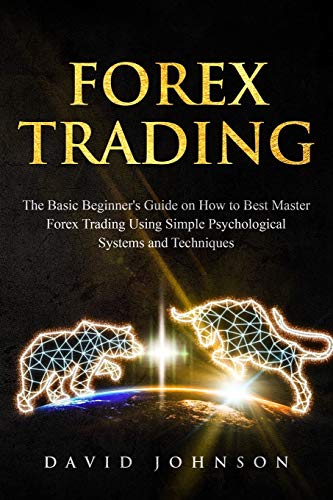 FOREX
TRADING
The Basic Beginner's Guide on How to Best Master
Forex Trading Using Simple Psychological
Systems and Techniques
DAVID JOHNSON